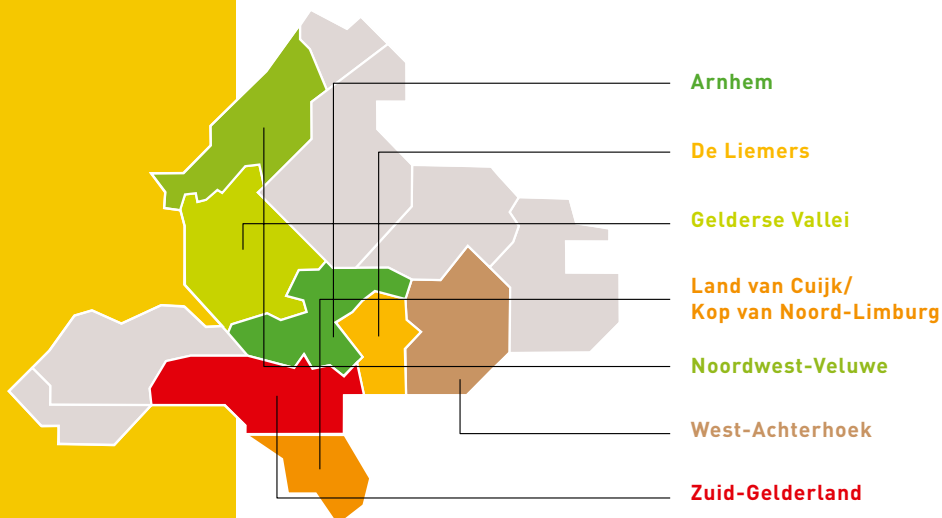 Arnhem
De Liemers
Gelderse Vallei
Land van Cuijk/
Kop van Noord-Limburg
Noordwest-Veluwe
West-Achterhoek
Zuid-Gelderland